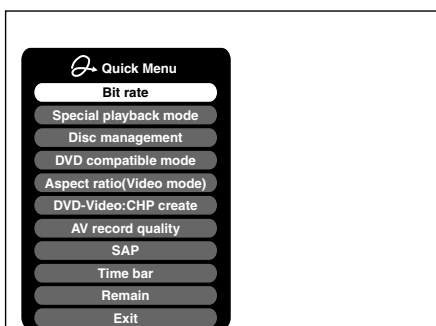 Quick Menu
Bit rate
Special playback mode
Disc management
DVD compatible mode
Aspect ratio(Video mode)
DVD-Video:CHP create
AV record quality
SAP
Time bar
Remain
Exit